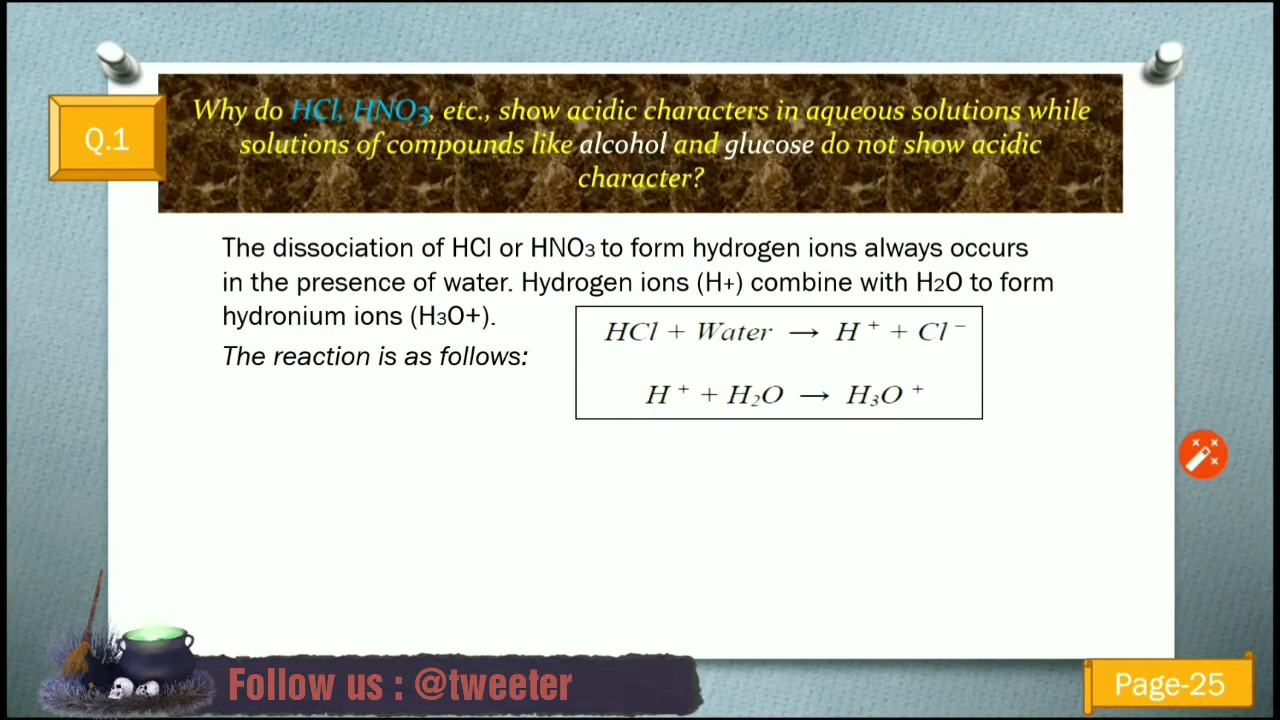 Q.1
Why do HCl, HNO3, etc., show acidic characters in aqueous solutions while
solutions of compounds like alcohol and glucose do not show acidic
character?
The dissociation of HCl or HNO3 to form hydrogen ions always occurs
in the presence of water. Hydrogen ions (H+) combine with H2O to form
hydronium ions (H3O+).
The reaction is as follows:
HCl + Water → H⁺ + Cl⁻
H⁺ + H₂O → H₃O⁺
Follow us : @tweeter
Page-25